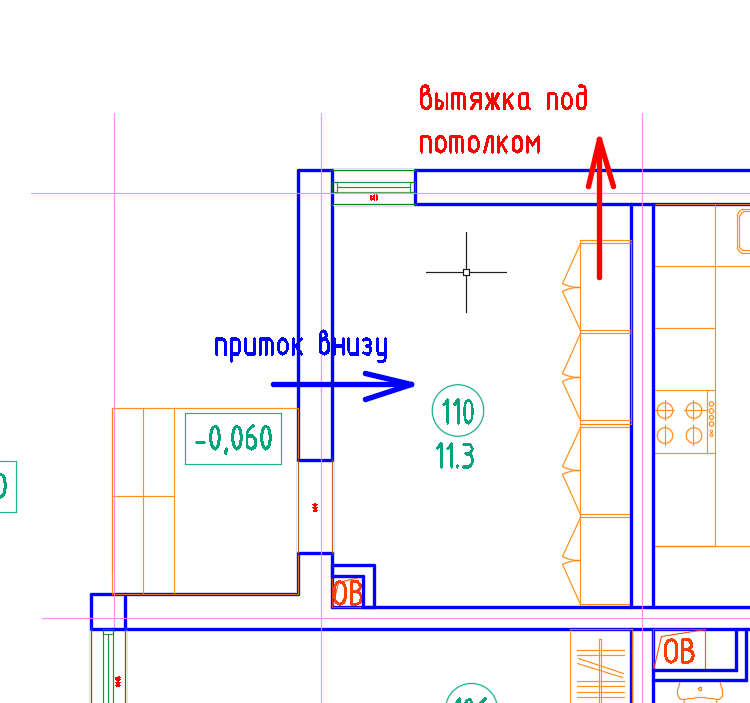 вытяжка под
потолком
приток внизу
110
-0,060
11.3
ОВ
ОВ